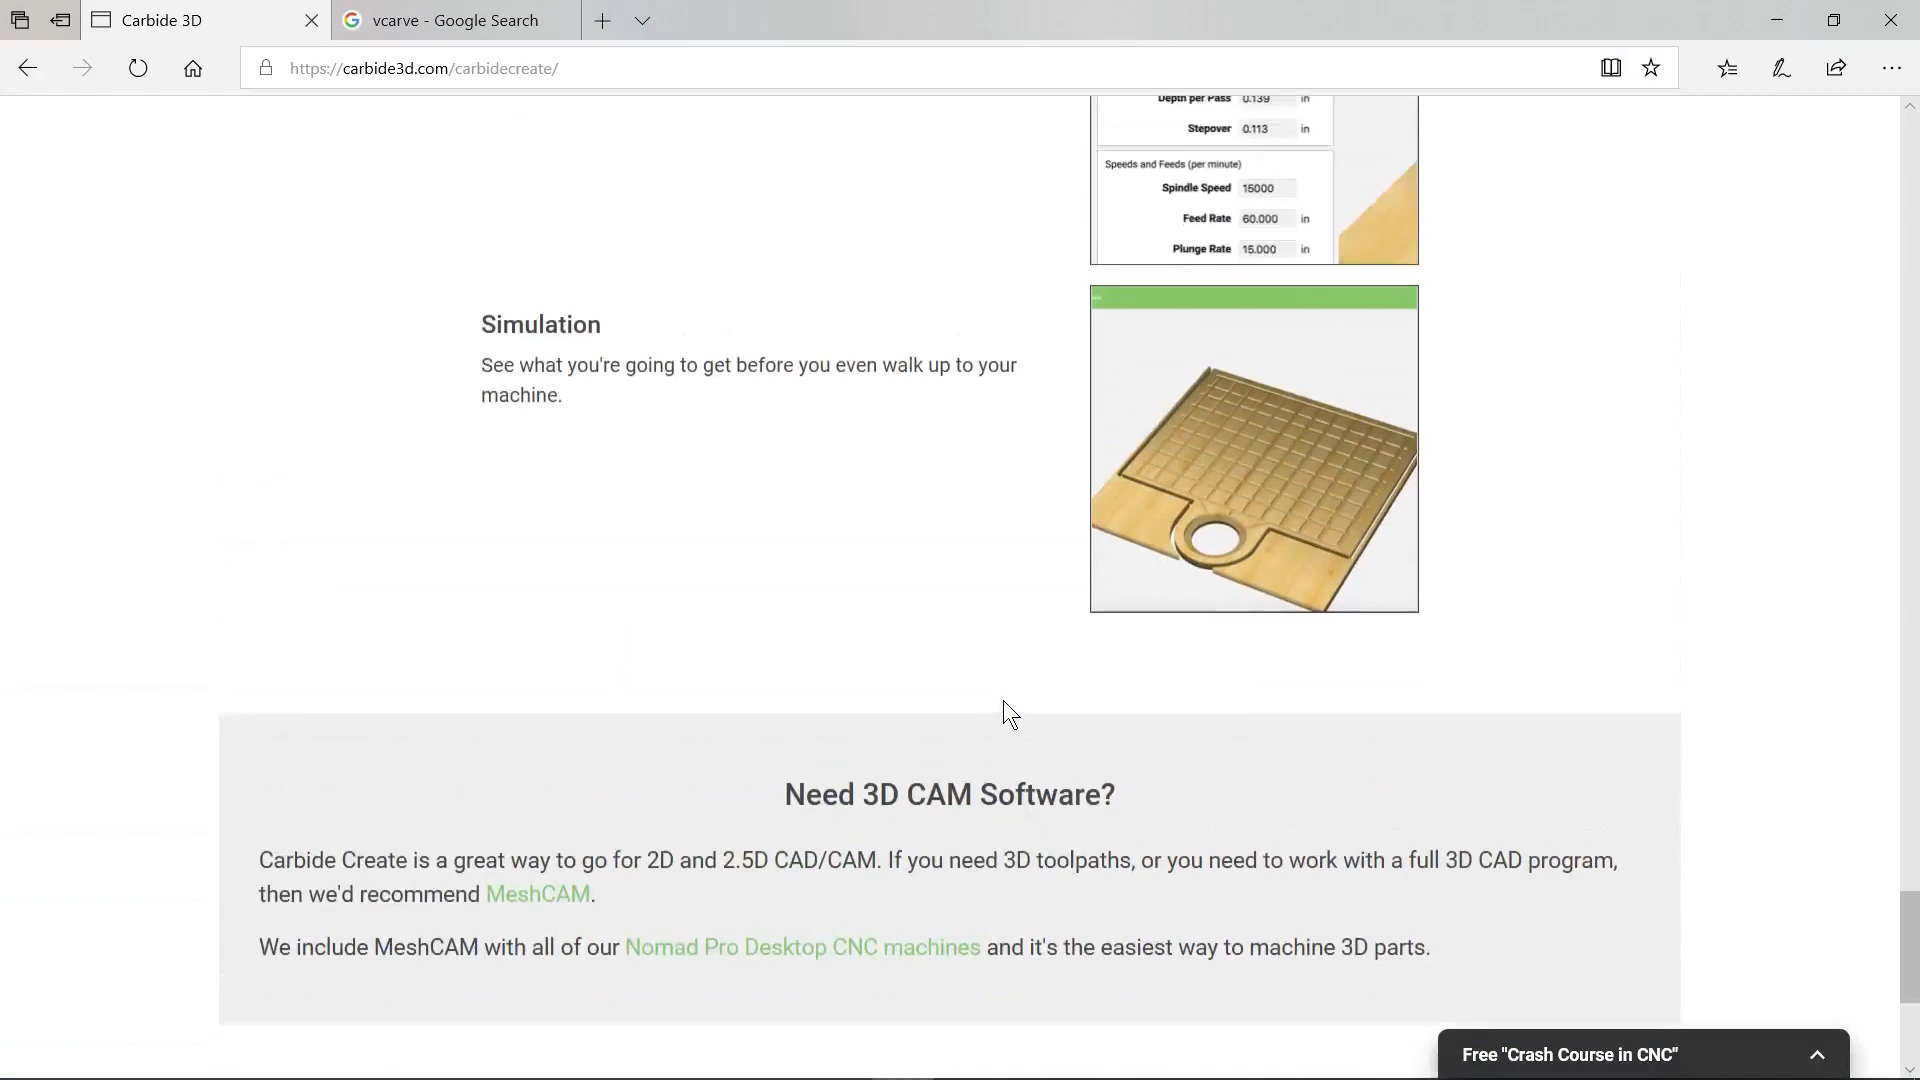 Carbide 3D
vcarve - Google Search
https://carbide3d.com/carbidecreate/
Depth per Pass 0.139 in
Stepover 0.113 in
Speeds and Feeds (per minute)
Spindle Speed 15000
Feed Rate 60.000 in
Plunge Rate 15.000 in
Simulation
See what you're going to get before you even walk up to your
machine.
Need 3D CAM Software?
Carbide Create is a great way to go for 2D and 2.5D CAD/CAM. If you need 3D toolpaths, or you need to work with a full 3D CAD program,
then we'd recommend MeshCAM.
We include MeshCAM with all of our Nomad Pro Desktop CNC machines and it's the easiest way to machine 3D parts.
Free "Crash Course in CNC"